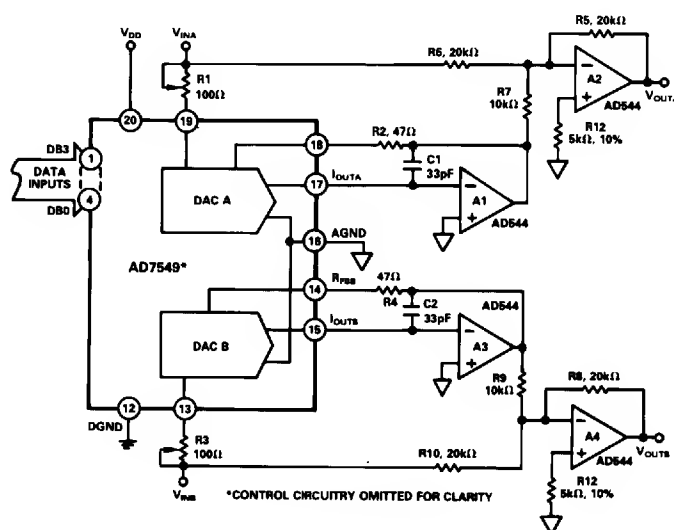 R5, 20kΩ
VDD
VINA
R6, 20kΩ
A2
AD544
VOUTA
R1
100Ω
R7
10kΩ
R12
5kΩ, 10%
20
19
DB3
1
DATA
INPUTS
4
DB0
18
R2, 47Ω
C1
33pF
17
IOUTA
DAC A
A1
AD544
16
AGND
AD7549*
14
RFBB
47Ω
R4
C2
33pF
AD544
15
IOUTB
DAC B
A3
R9
10kΩ
R8, 20kΩ
12
DGND
13
A4
AD544
VOUTB
R3
100Ω
R10, 20kΩ
R12
5kΩ, 10%
VINB
*CONTROL CIRCUITRY OMITTED FOR CLARITY